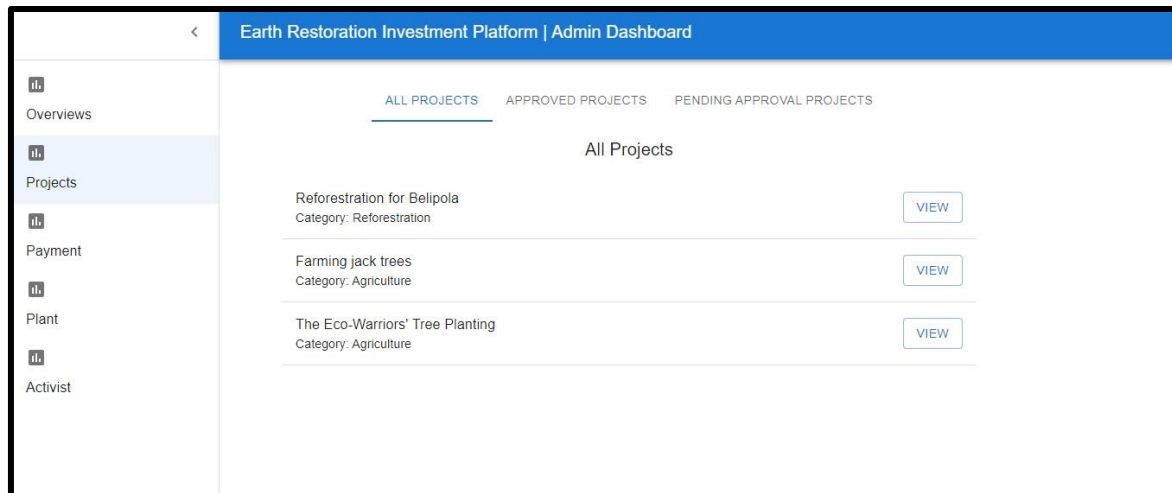 Earth Restoration Investment Platform | Admin Dashboard
Overviews
Projects
Payment
Plant
Activist
ALL PROJECTS APPROVED PROJECTS PENDING APPROVAL PROJECTS
All Projects
Reforestration for Belipola
Category: Reforestration
VIEW
Farming jack trees
Category: Agriculture
VIEW
The Eco-Warriors' Tree Planting
Category: Agriculture
VIEW